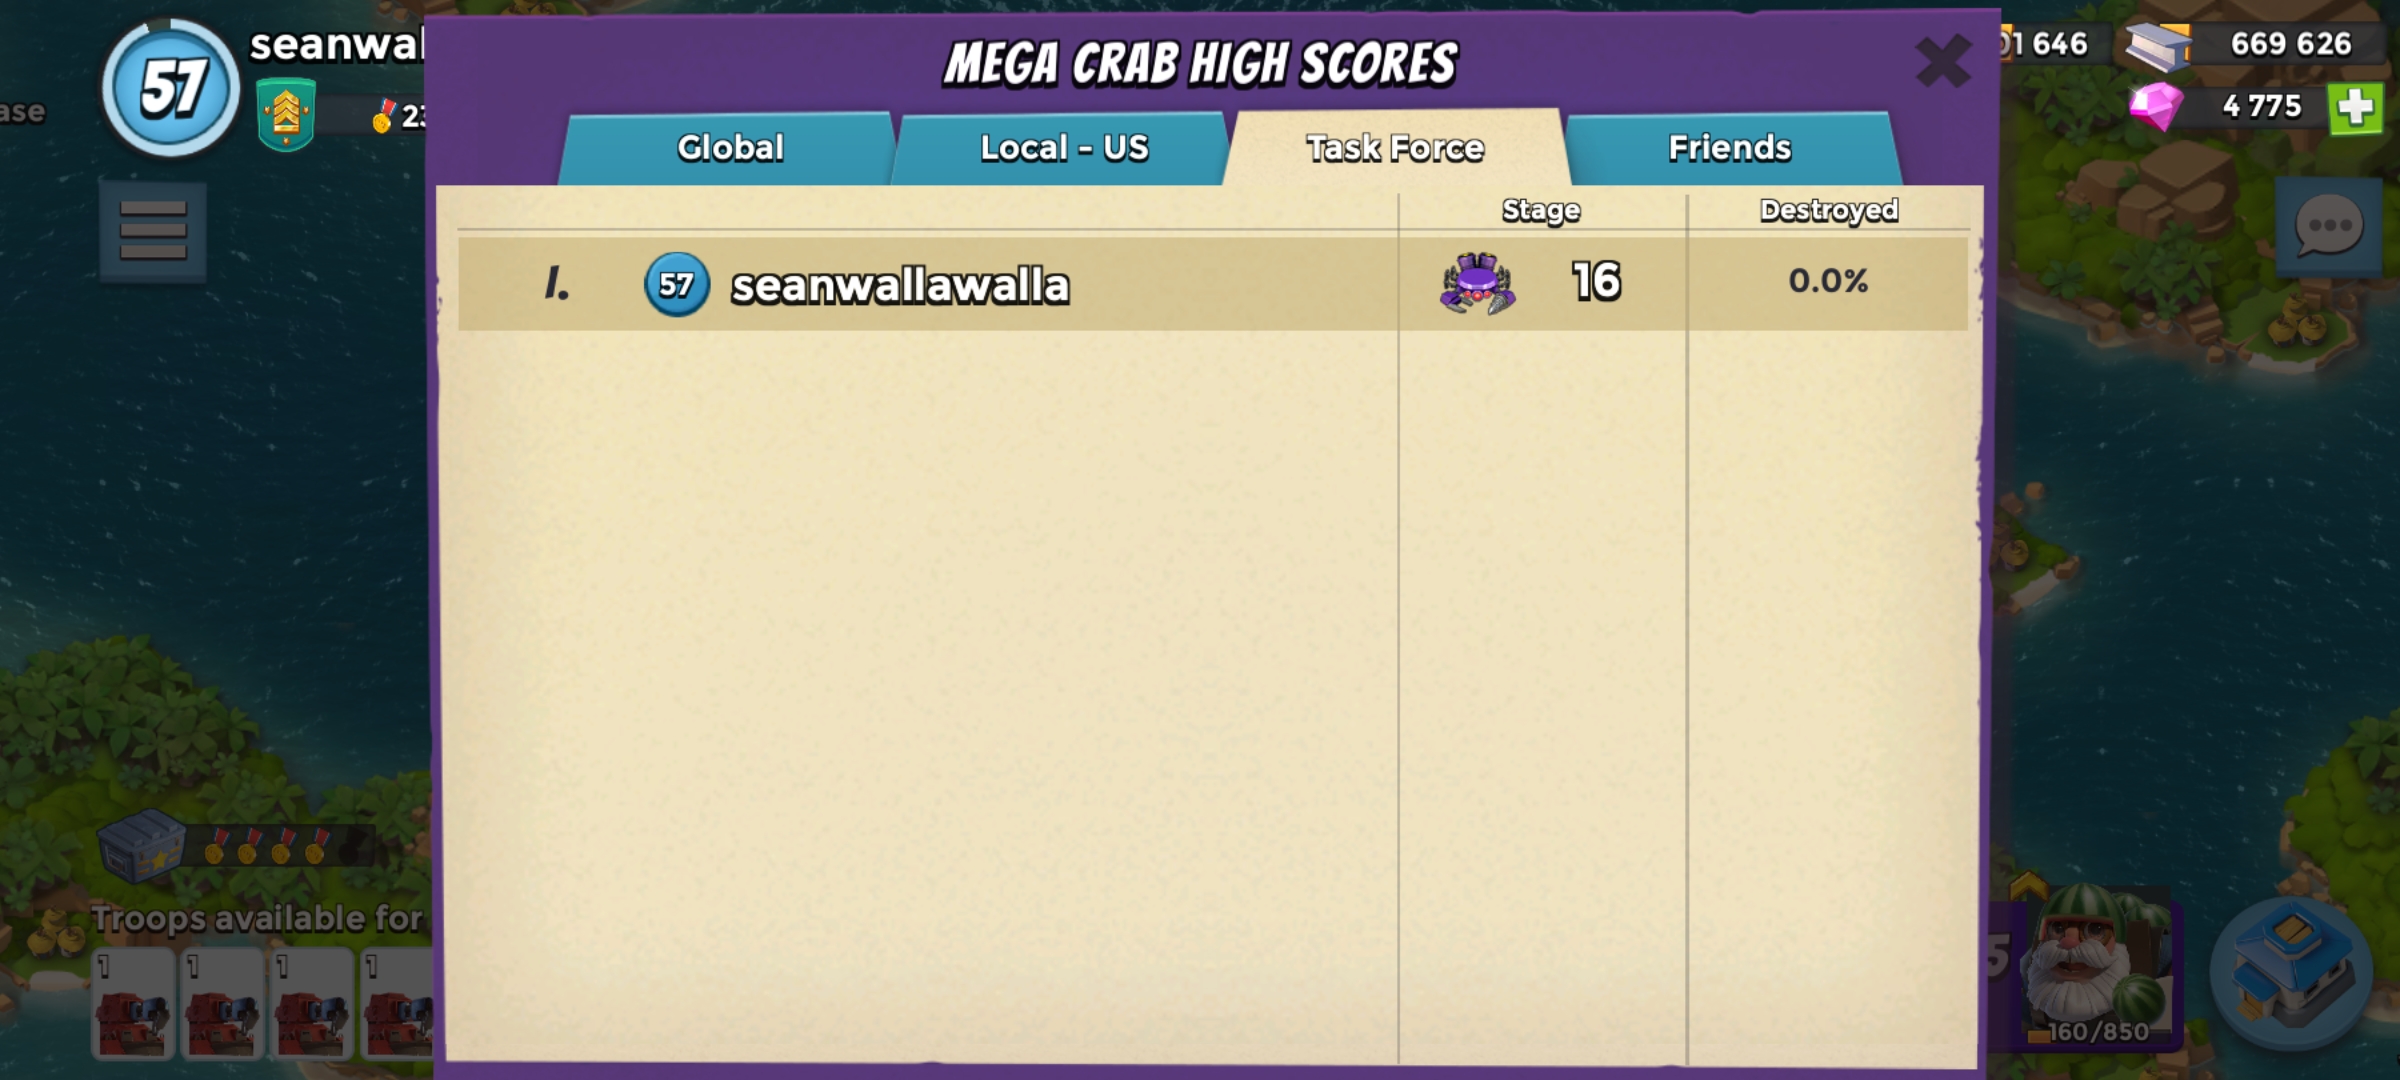 57
seanwal
ase
23
MEGA CRAB HIGH SCORES
1 646
669 626
4 775
Global
Local - US
Task Force
Friends
Stage
Destroyed
1.
57
seanwallawalla
16
0.0%
Troops available for
1
1
1
1
5
160/850